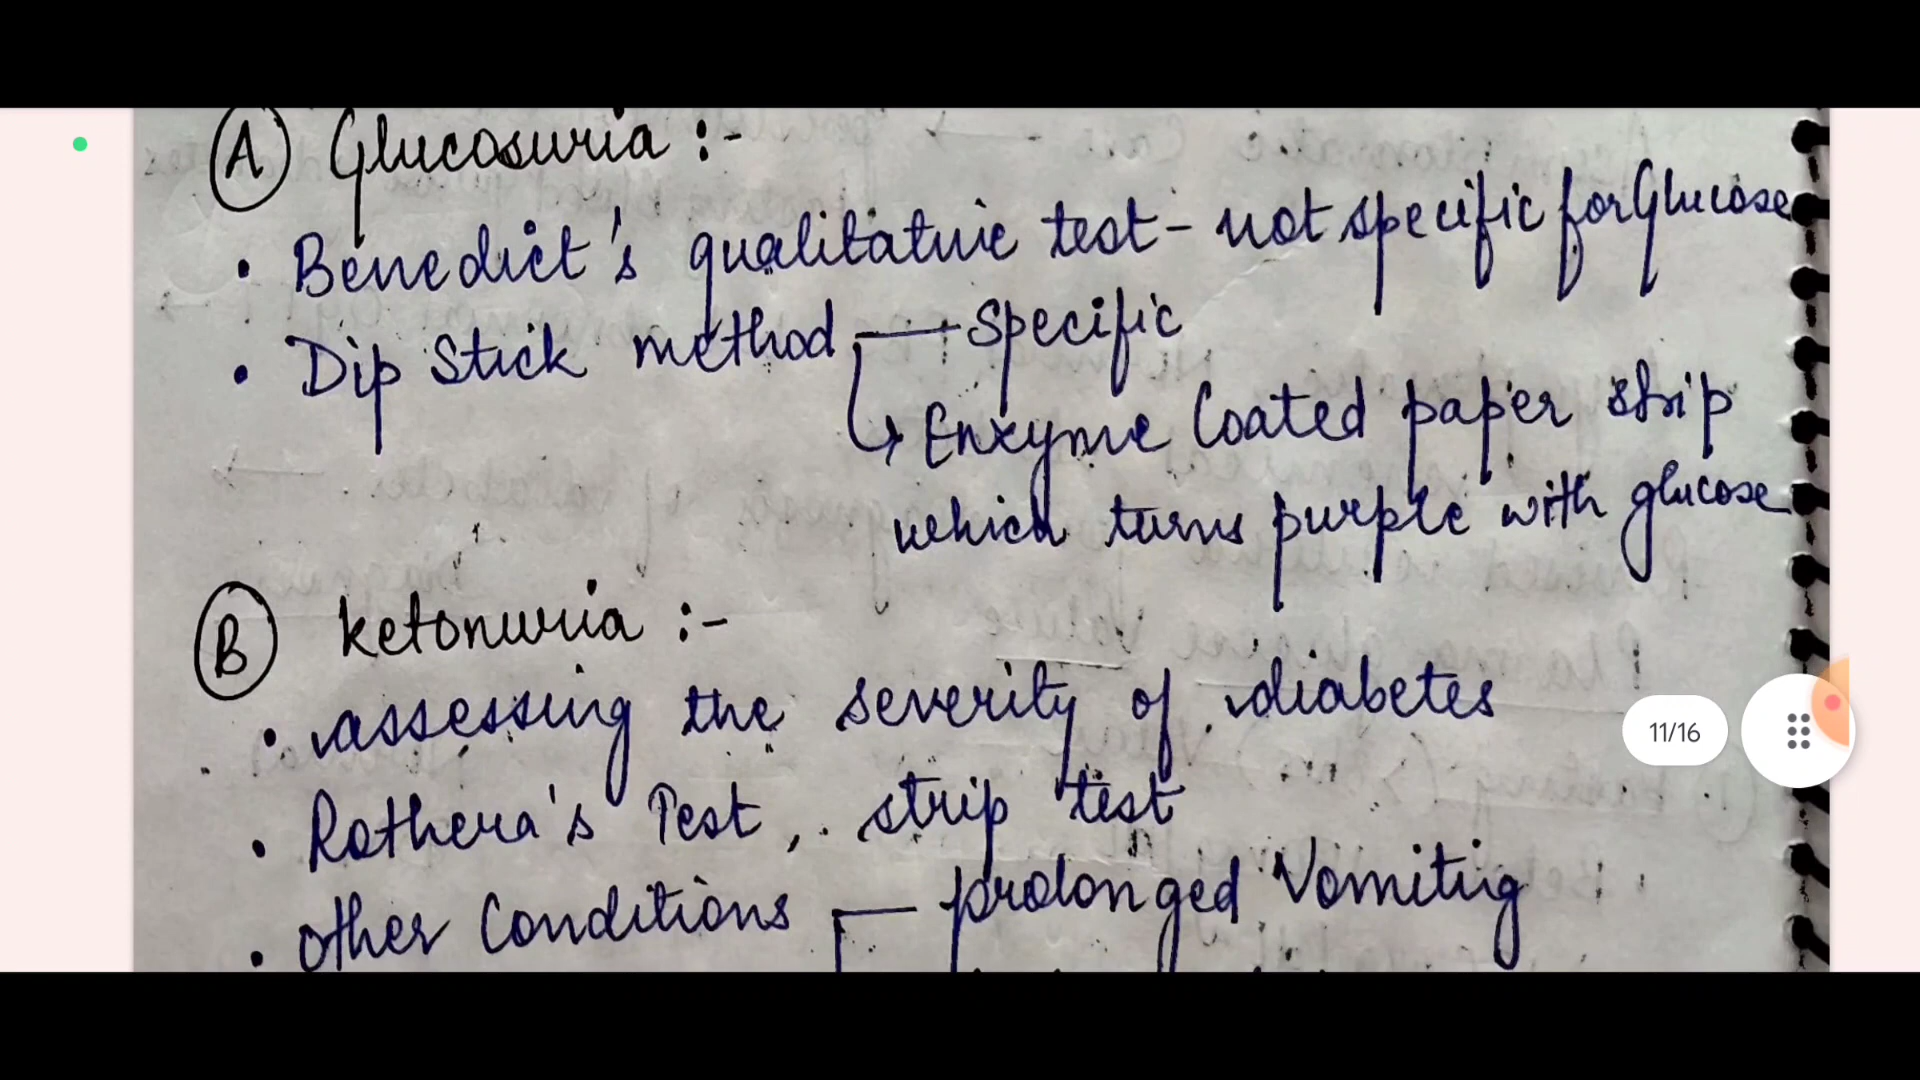 A Glucosuria :-
• Benedict's qualitative test - not specific for Glucose
• Dip Stick method — Specific
↳ Enzyme Coated paper strip
which turns purple with glucose
B ketonuria :-
• assessing the severity of diabetes
11/16
• Rothera's Test, strip test
• other Conditions — prolonged Vomiting